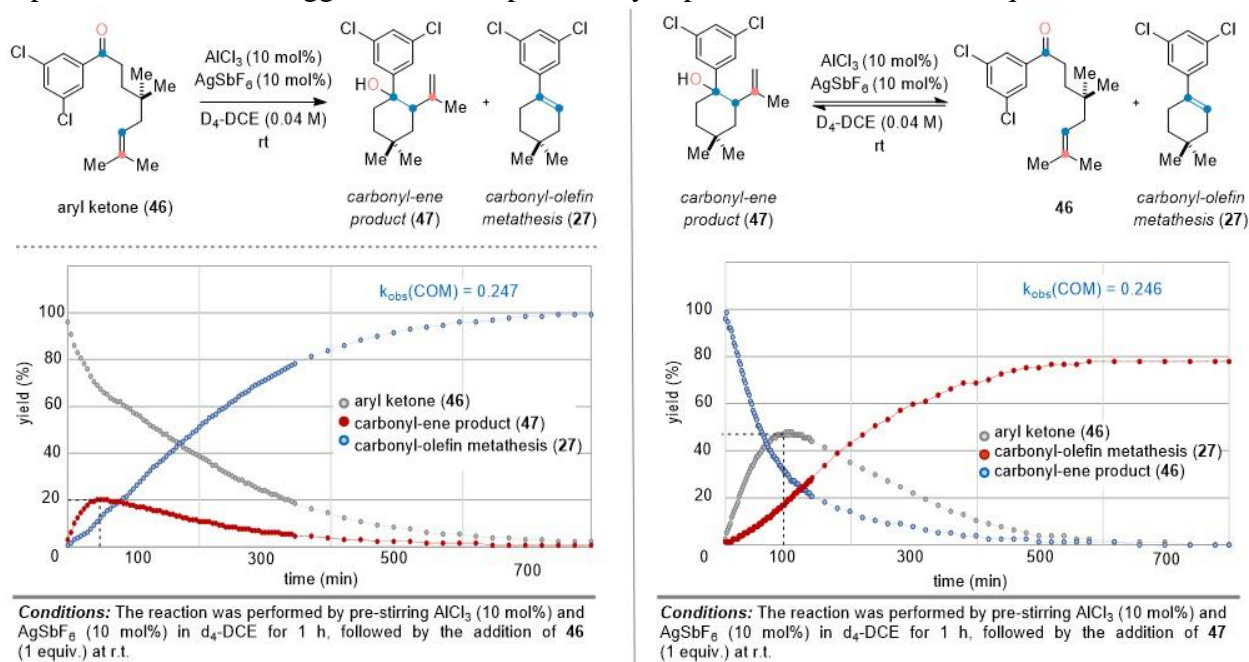 Cl
Cl
Cl
Cl
O
Me
Me
Me
Me
AlCl3 (10 mol%)
AgSbF6 (10 mol%)
D4-DCE (0.04 M)
rt
HO
Me
Me
Me
+
Cl
Cl
Me
Me
aryl ketone (46)
carbonyl-ene
product (47)
carbonyl-olefin
metathesis (27)
kobs(COM) = 0.247
100
80
60
40
20
0
yield (%)
aryl ketone (46)
carbonyl-ene product (47)
carbonyl-olefin metathesis (27)
100
300
500
700
time (min)
Conditions: The reaction was performed by pre-stirring AlCl3 (10 mol%) and
AgSbF6 (10 mol%) in d4-DCE for 1 h, followed by the addition of 46
(1 equiv.) at r.t.
Cl
Cl
HO
Me
Me
Me
AlCl3 (10 mol%)
AgSbF6 (10 mol%)
D4-DCE (0.04 M)
rt
O
Cl
Cl
Me
Me
Me
Me
+
Cl
Cl
Me
Me
carbonyl-ene
product (47)
46
carbonyl-olefin
metathesis (27)
kobs(COM) = 0.246
100
80
60
40
20
0
yield (%)
aryl ketone (46)
carbonyl-olefin metathesis (27)
carbonyl-ene product (46)
100
300
500
700
time (min)
Conditions: The reaction was performed by pre-stirring AlCl3 (10 mol%) and
AgSbF6 (10 mol%) in d4-DCE for 1 h, followed by the addition of 47
(1 equiv.) at r.t.